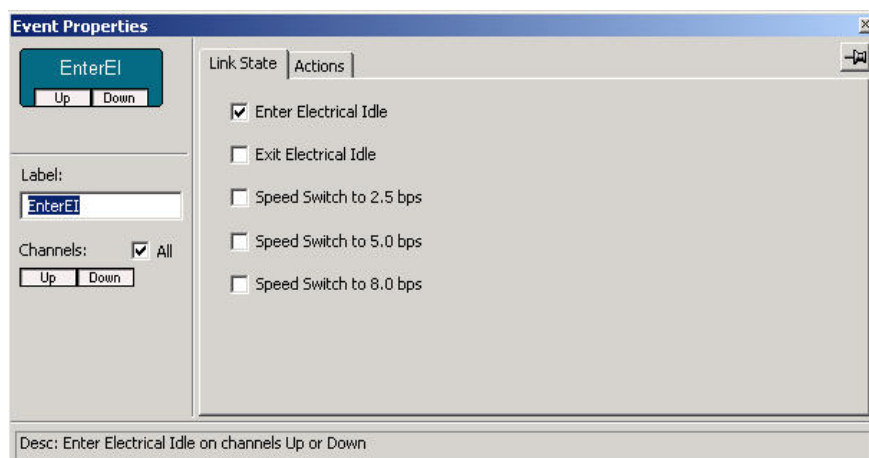 Event Properties
EnterEI
Up Down
Label:
EnterEI
Channels: All
Up Down
Link State Actions
Enter Electrical Idle
Exit Electrical Idle
Speed Switch to 2.5 bps
Speed Switch to 5.0 bps
Speed Switch to 8.0 bps
Desc: Enter Electrical Idle on channels Up or Down